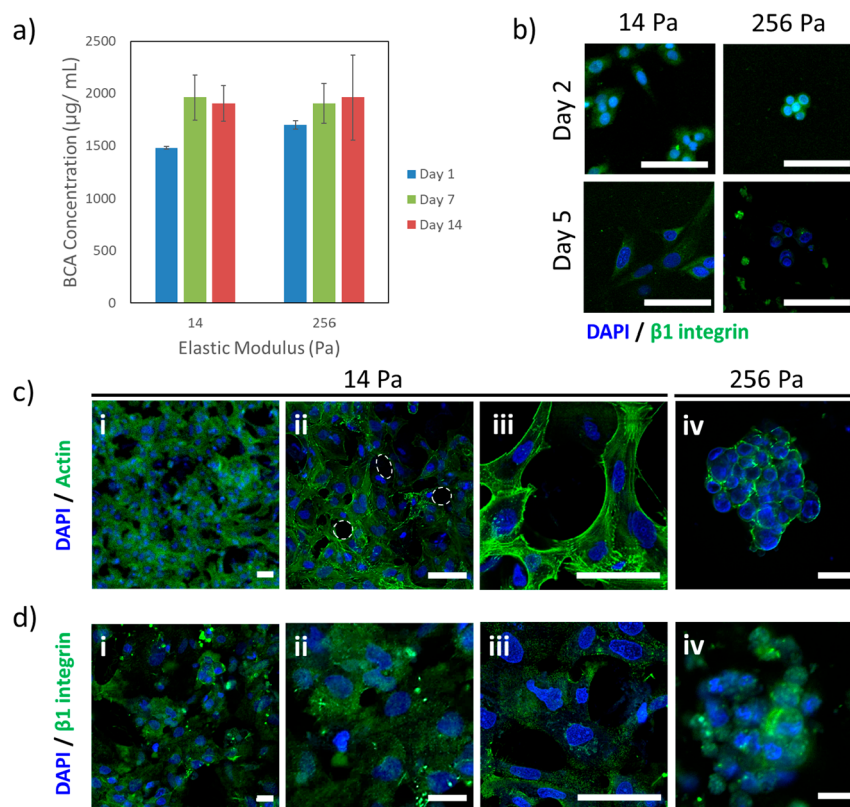 a)
BCA Concentration (µg/ mL)
2500
2000
1500
1000
500
0
14
256
Elastic Modulus (Pa)
Day 1
Day 7
Day 14
b)
14 Pa
256 Pa
Day 2
Day 5
DAPI / β1 integrin
14 Pa
256 Pa
c)
DAPI / Actin
i
ii
iii
iv
d)
DAPI / β1 integrin
i
ii
iii
iv